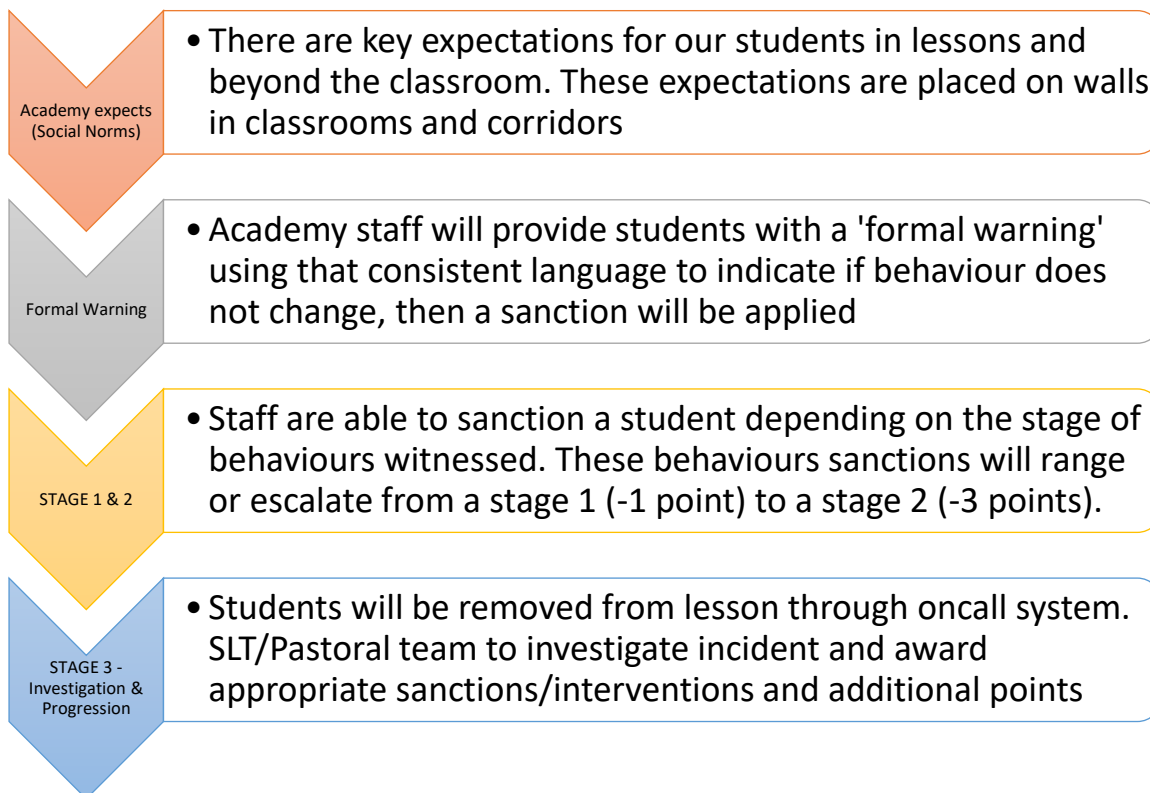 Academy expects
(Social Norms)
• There are key expectations for our students in lessons and
beyond the classroom. These expectations are placed on walls
in classrooms and corridors
Formal Warning
• Academy staff will provide students with a 'formal warning'
using that consistent language to indicate if behaviour does
not change, then a sanction will be applied
STAGE 1 & 2
• Staff are able to sanction a student depending on the stage of
behaviours witnessed. These behaviours sanctions will range
or escalate from a stage 1 (-1 point) to a stage 2 (-3 points).
STAGE 3 -
Investigation &
Progression
• Students will be removed from lesson through oncall system.
SLT/Pastoral team to investigate incident and award
appropriate sanctions/interventions and additional points